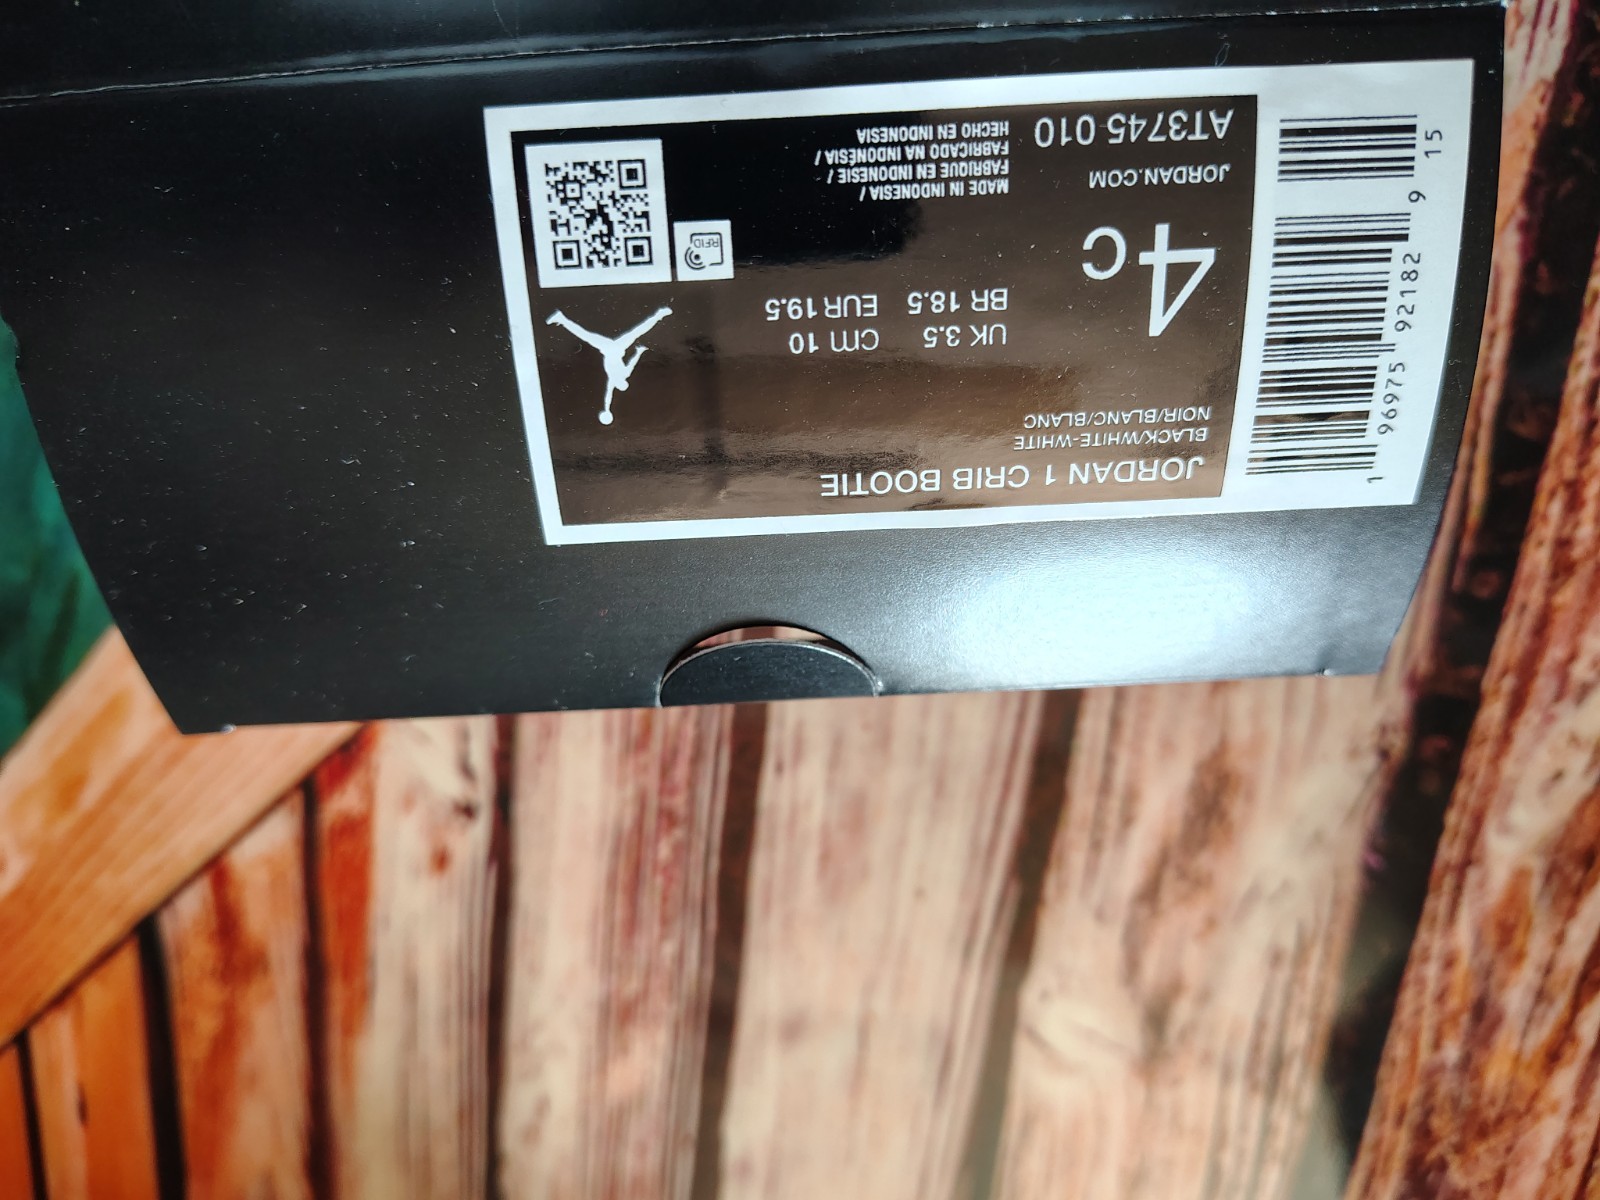 JORDAN 1 CRIB BOOTIE
BLACK/WHITE-WHITE
NOIR/BLANC/BLANC
4C
UK 3.5 CM 10
BR 18.5 EUR 19.5
JORDAN.COM
AT3745 010
MADE IN INDONESIA /
FABRIQUE EN INDONESIE /
FABRICADO NA INDONÉSIA /
HECHO EN INDONESIA
RFID
1 96975 92182 9 15